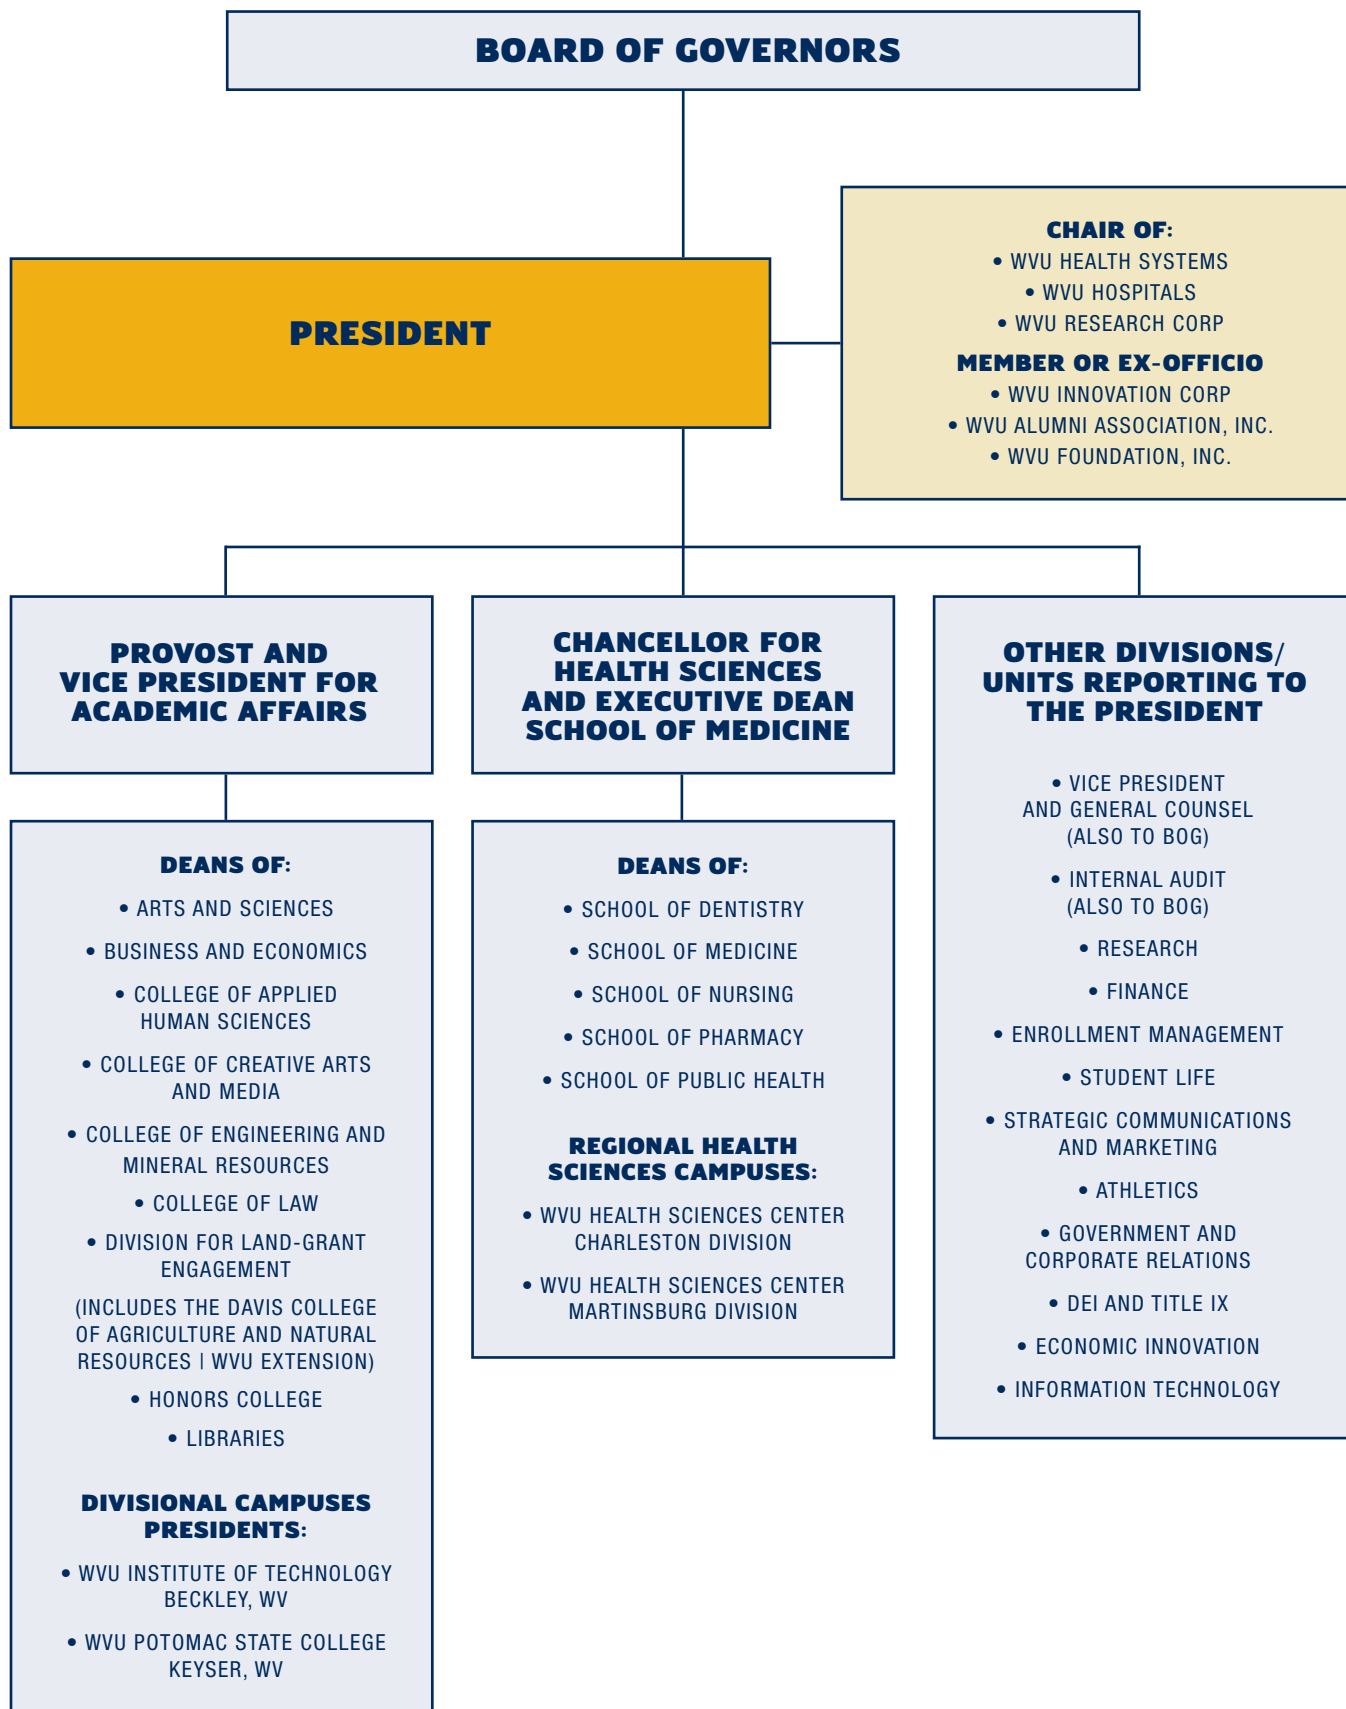 BOARD OF GOVERNORS
PRESIDENT
CHAIR OF:
• WVU HEALTH SYSTEMS
• WVU HOSPITALS
• WVU RESEARCH CORP
MEMBER OR EX-OFFICIO
• WVU INNOVATION CORP
• WVU ALUMNI ASSOCIATION, INC.
• WVU FOUNDATION, INC.
PROVOST AND
VICE PRESIDENT FOR
ACADEMIC AFFAIRS
DEANS OF:
• ARTS AND SCIENCES
• BUSINESS AND ECONOMICS
• COLLEGE OF APPLIED
HUMAN SCIENCES
• COLLEGE OF CREATIVE ARTS
AND MEDIA
• COLLEGE OF ENGINEERING AND
MINERAL RESOURCES
• COLLEGE OF LAW
• DIVISION FOR LAND-GRANT
ENGAGEMENT
(INCLUDES THE DAVIS COLLEGE
OF AGRICULTURE AND NATURAL
RESOURCES | WVU EXTENSION)
• HONORS COLLEGE
• LIBRARIES
DIVISIONAL CAMPUSES
PRESIDENTS:
• WVU INSTITUTE OF TECHNOLOGY
BECKLEY, WV
• WVU POTOMAC STATE COLLEGE
KEYSER, WV
CHANCELLOR FOR
HEALTH SCIENCES
AND EXECUTIVE DEAN
SCHOOL OF MEDICINE
DEANS OF:
• SCHOOL OF DENTISTRY
• SCHOOL OF MEDICINE
• SCHOOL OF NURSING
• SCHOOL OF PHARMACY
• SCHOOL OF PUBLIC HEALTH
REGIONAL HEALTH
SCIENCES CAMPUSES:
• WVU HEALTH SCIENCES CENTER
CHARLESTON DIVISION
• WVU HEALTH SCIENCES CENTER
MARTINSBURG DIVISION
OTHER DIVISIONS/
UNITS REPORTING TO
THE PRESIDENT
• VICE PRESIDENT
AND GENERAL COUNSEL
(ALSO TO BOG)
• INTERNAL AUDIT
(ALSO TO BOG)
• RESEARCH
• FINANCE
• ENROLLMENT MANAGEMENT
• STUDENT LIFE
• STRATEGIC COMMUNICATIONS
AND MARKETING
• ATHLETICS
• GOVERNMENT AND
CORPORATE RELATIONS
• DEI AND TITLE IX
• ECONOMIC INNOVATION
• INFORMATION TECHNOLOGY